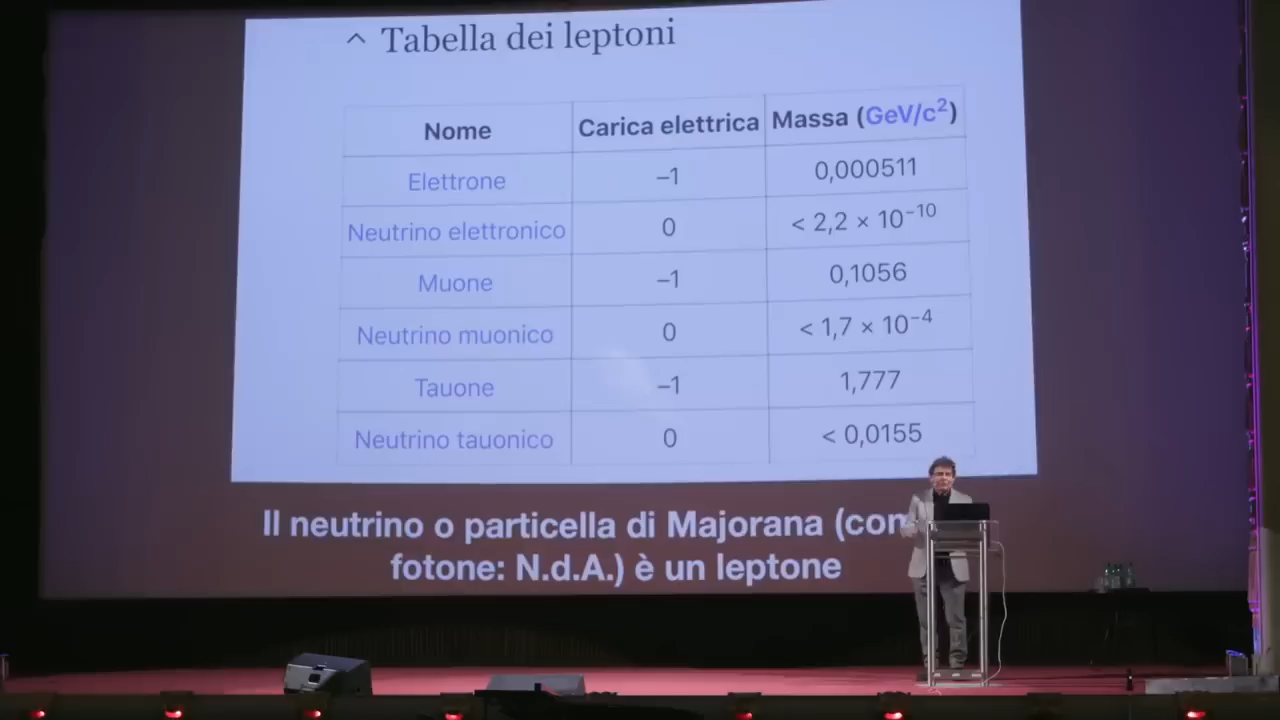 ^ Tabella dei leptoni
Nome Carica elettrica Massa (GeV/c²)
Elettrone –1 0,000511
Neutrino elettronico 0 < 2,2 × 10⁻¹⁰
Muone –1 0,1056
Neutrino muonico 0 < 1,7 × 10⁻⁴
Tauone –1 1,777
Neutrino tauonico 0 < 0,0155
Il neutrino o particella di Majorana (com
fotone: N.d.A.) è un leptone